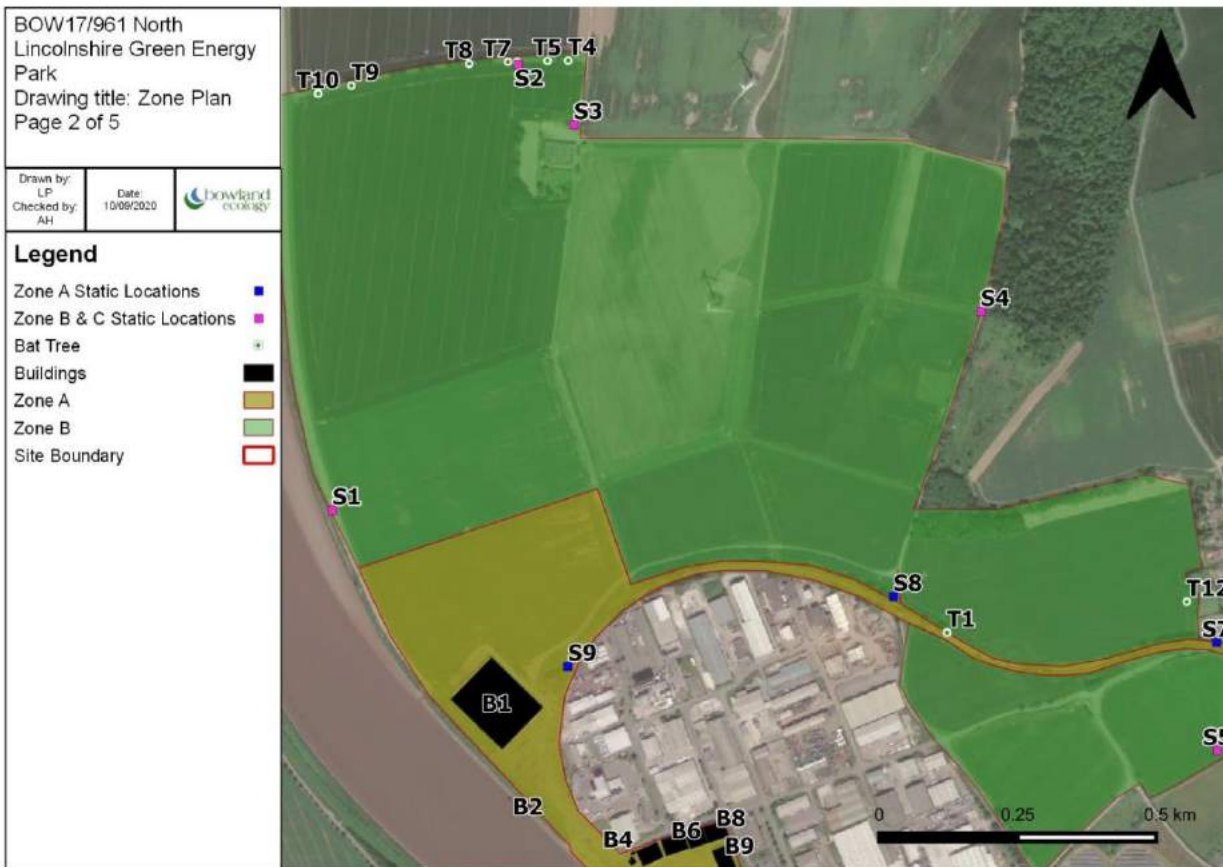 BOW17/961 North
Lincolnshire Green Energy
Park
Drawing title: Zone Plan
Page 2 of 5
Drawn by:
LP
Checked by:
AH
Date:
10/09/2020
bowland
ecology
Legend
Zone A Static Locations
Zone B & C Static Locations
Bat Tree
Buildings
Zone A
Zone B
Site Boundary
T10
T9
T8
T7
S2
T5
T4
S3
S4
S1
S8
T1
T12
S7
S9
B1
S5
B2
B4
B6
B8
B9
0
0.25
0.5 km